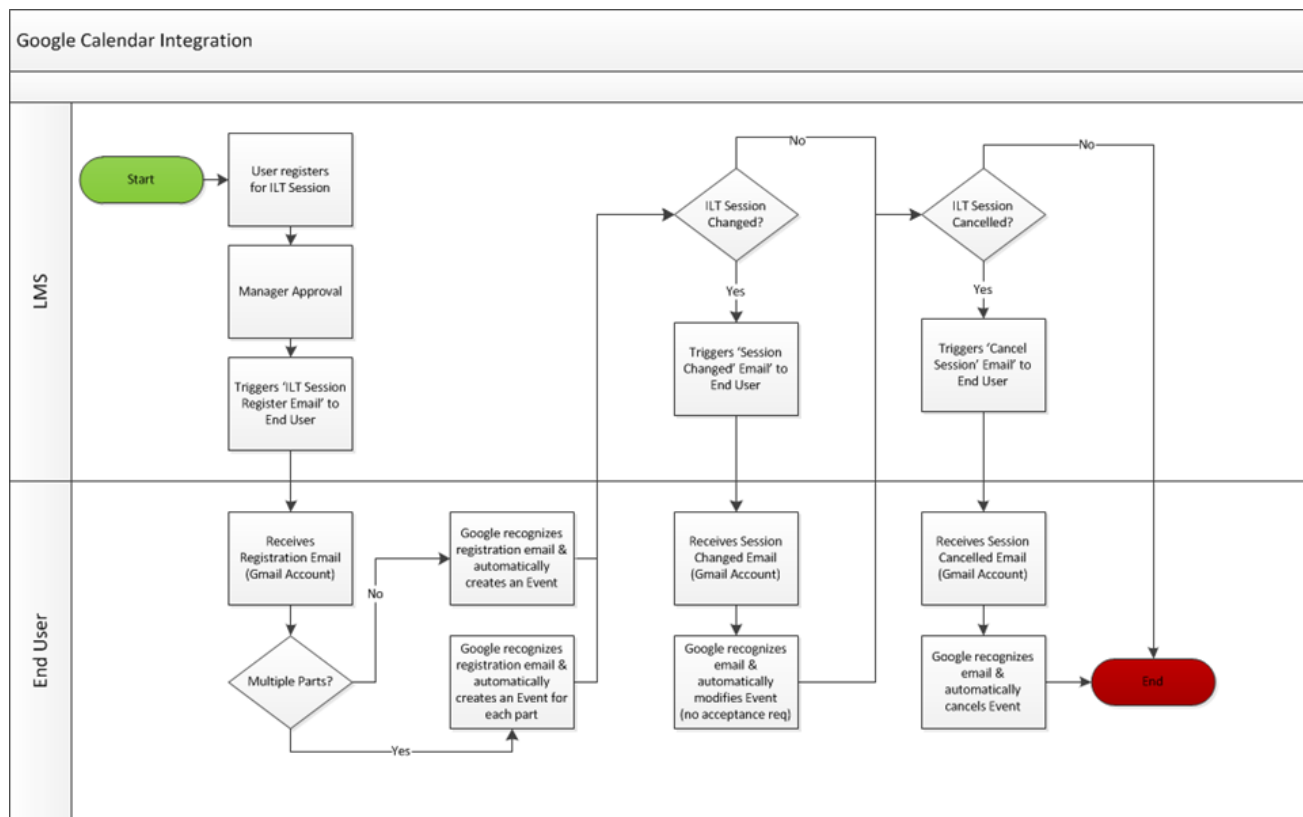 Google Calendar Integration
LMS
Start
User registers
for ILT Session
Manager Approval
Triggers ‘ILT Session
Register Email’ to
End User
No
ILT Session
Changed?
Yes
Triggers ‘Session
Changed’ Email’ to
End User
No
ILT Session
Cancelled?
Yes
Triggers ‘Cancel
Session’ Email’ to
End User
End User
Receives
Registration Email
(Gmail Account)
Multiple Parts?
No
Yes
Google recognizes
registration email &
automatically
creates an Event
Google recognizes
registration email &
automatically
creates an Event for
each part
Receives Session
Changed Email
(Gmail Account)
Google recognizes
email &
automatically
modifies Event
(no acceptance req)
Receives Session
Cancelled Email
(Gmail Account)
Google recognizes
email &
automatically
cancels Event
End